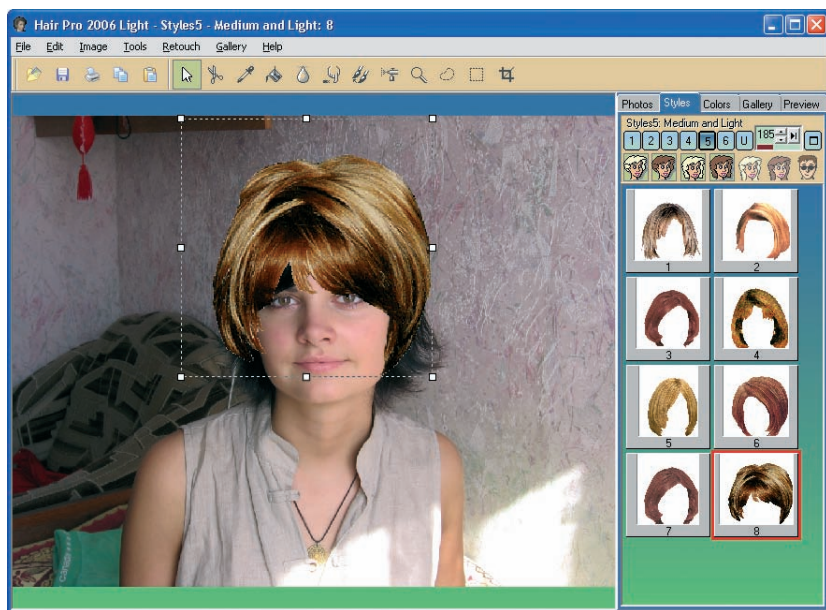 Hair Pro 2006 Light - Styles5 - Medium and Light: 8
File Edit Image Tools Retouch Gallery Help
Photos Styles Colors Gallery Preview
Styles5: Medium and Light
1 2 3 4 5 6 U 185
1 2
3 4
5 6
7 8